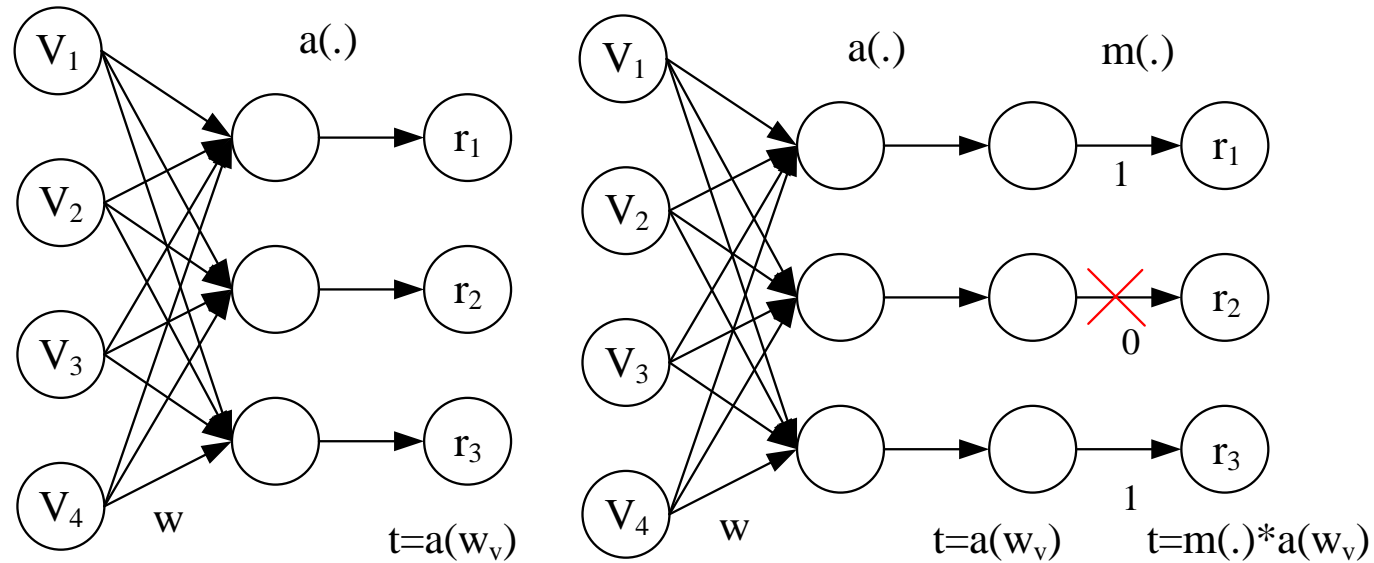 V₁
a(.)
r₁
V₂
r₂
V₃
r₃
V₄
w
t=a(wᵥ)
V₁
a(.)
m(.)
r₁
1
V₂
r₂
0
V₃
r₃
1
V₄
w
t=a(wᵥ)
t=m(.)*a(wᵥ)